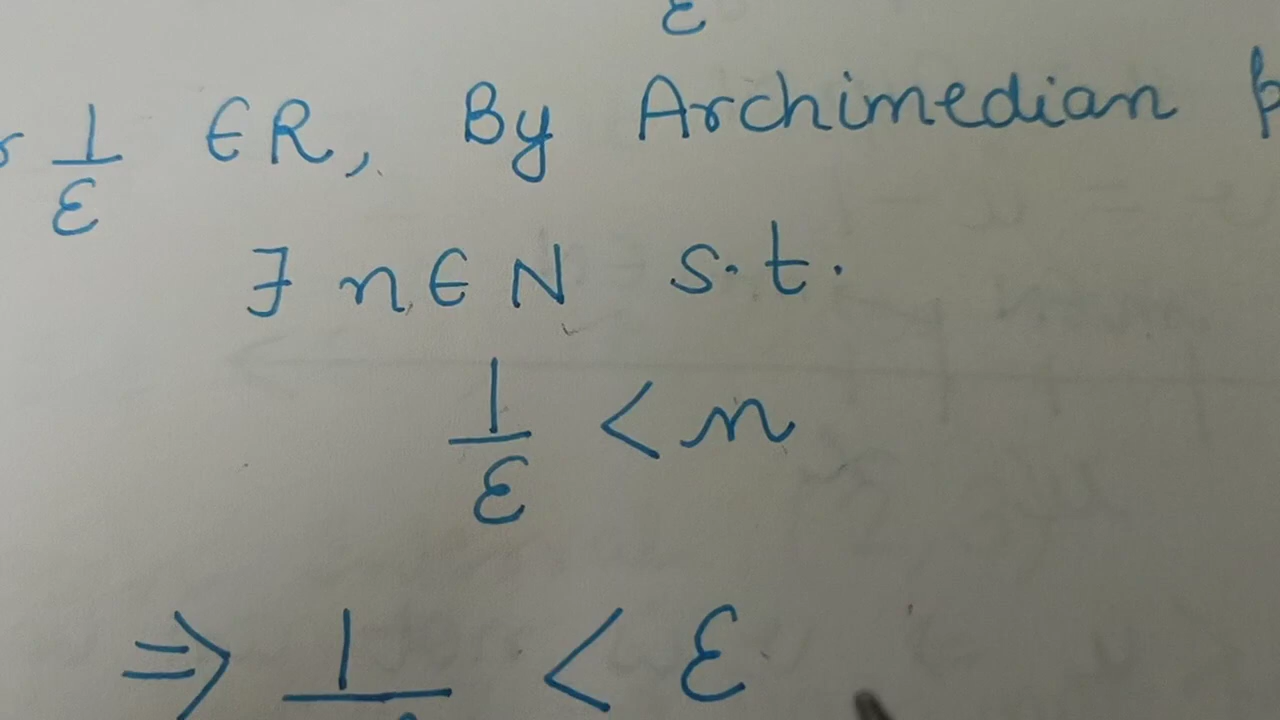 ε
1/ε ∈ R, By Archimedian
∃ n ∈ N s.t.
1/ε < n
⇒ 1/ < ε